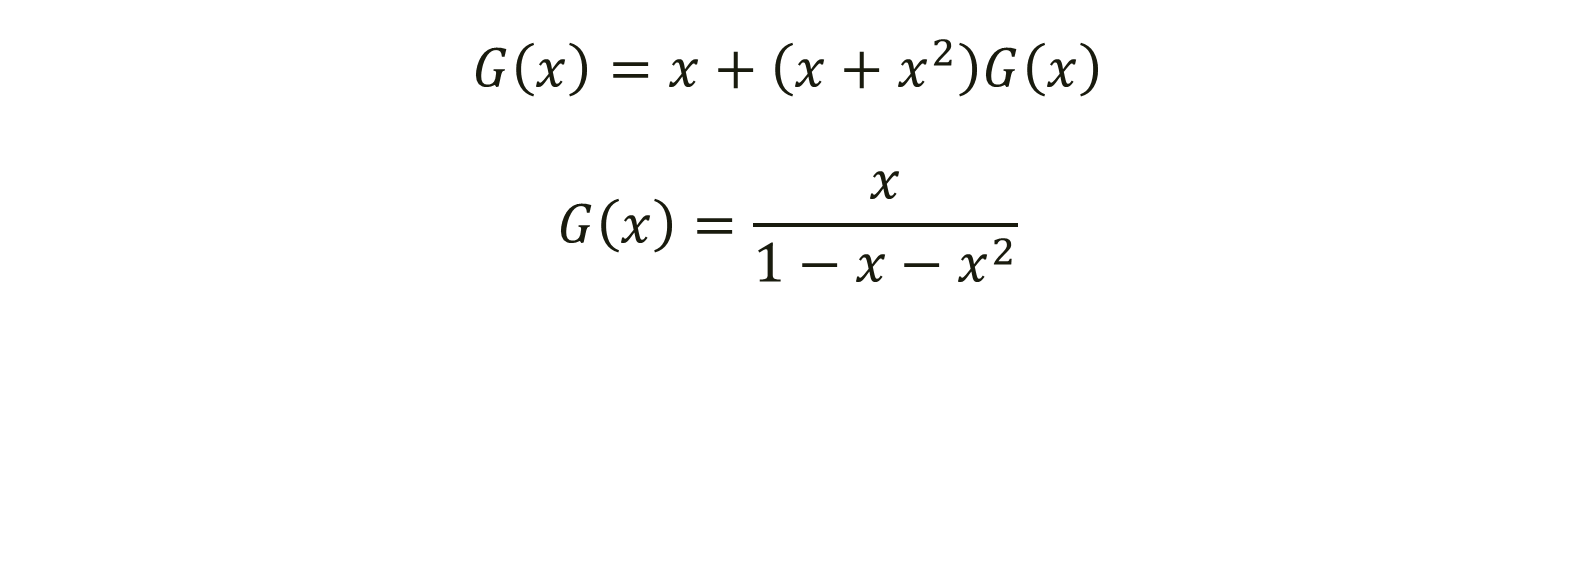 G(x) = x + (x + x²)G(x)
G(x) = x / (1 − x − x²)